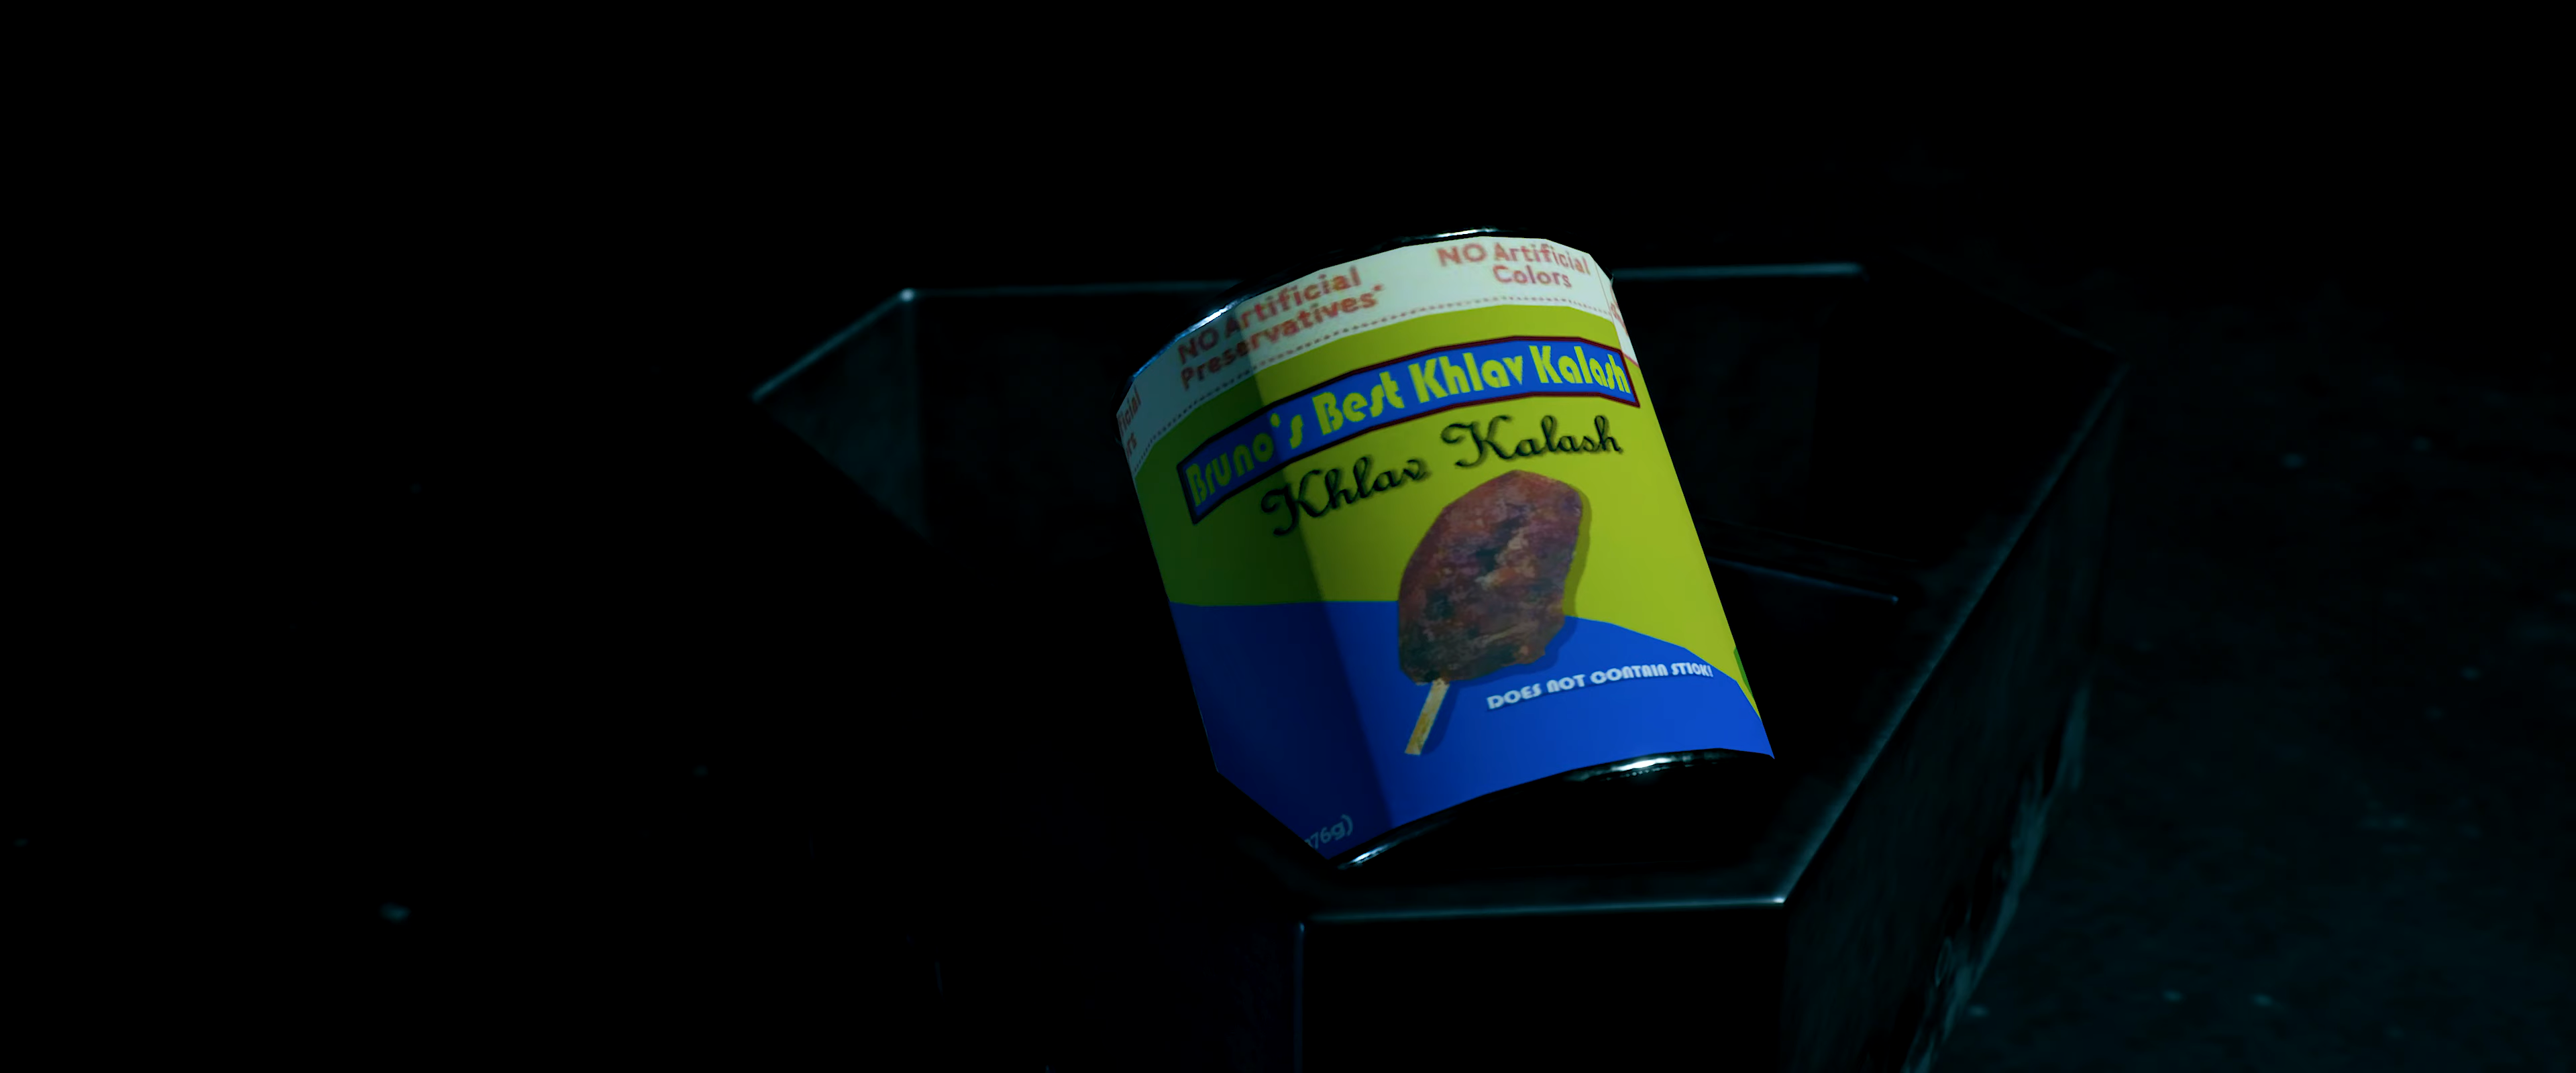 NO Artificial
Preservatives*
NO Artificial
Colors
Bruno's Best Khlav Kalash
Khlav Kalash
DOES NOT CONTAIN STICK!